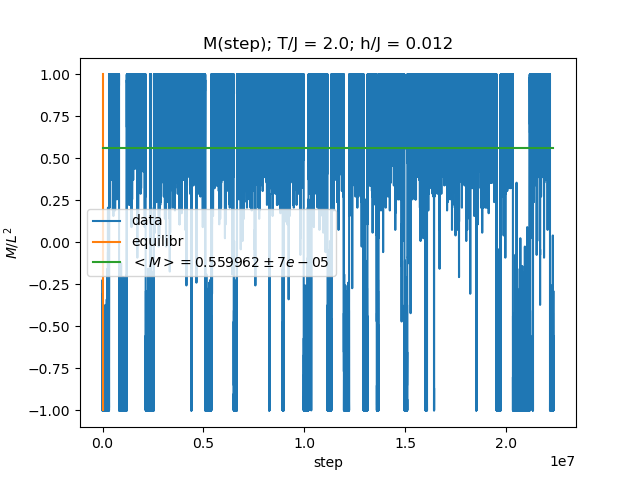 M(step); T/J = 2.0; h/J = 0.012
1.00
0.75
0.50
0.25
0.00
−0.25
−0.50
−0.75
−1.00
M/L²
data
equilibr
<M> = 0.559962 ± 7e − 05
0.0
0.5
1.0
1.5
2.0
1e7
step